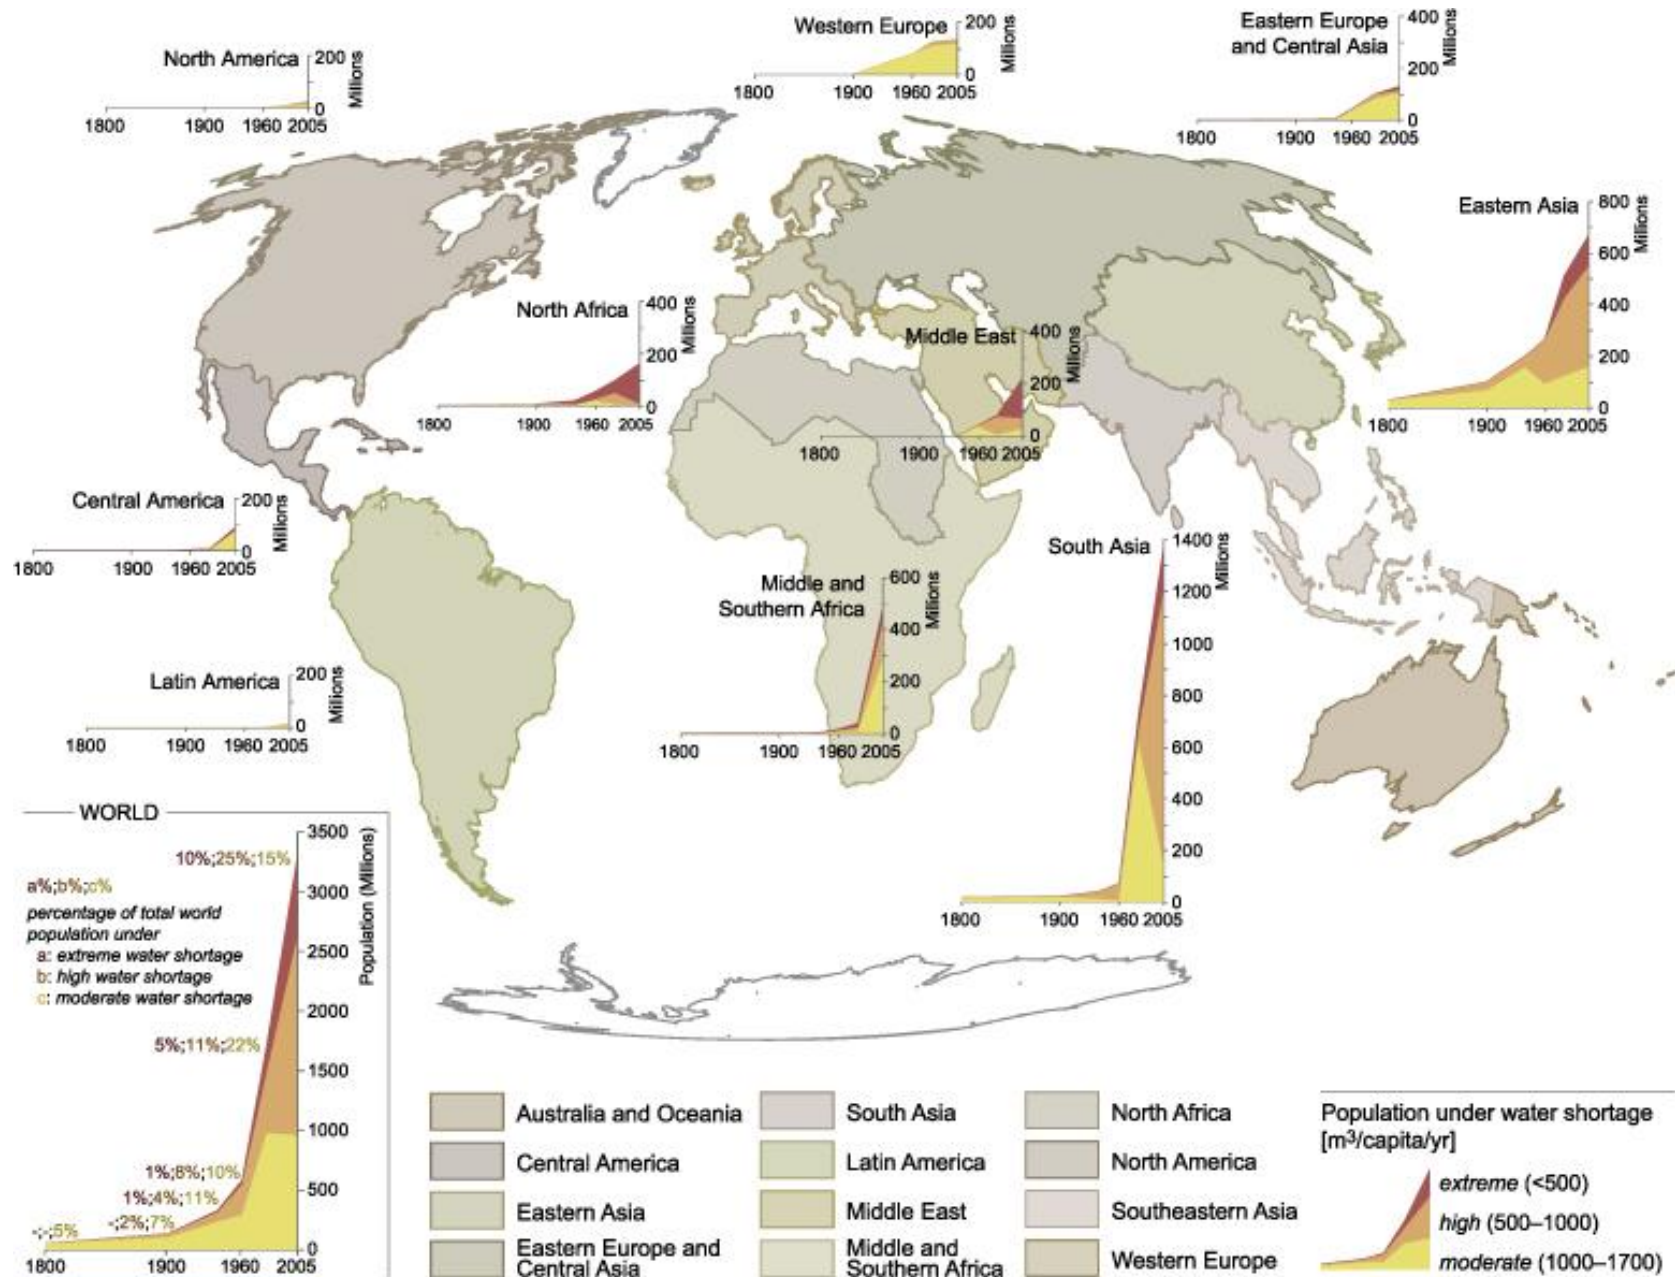 North America
200
0
Millions
1800 1900 1960 2005
Western Europe
200
0
Millions
1800 1900 1960 2005
Eastern Europe
and Central Asia
400
200
0
Millions
1800 1900 1960 2005
Eastern Asia
800
600
400
200
0
Millions
1800 1900 1960 2005
North Africa
400
200
0
Millions
1800 1900 1960 2005
Middle East
400
200
0
Millions
1800 1900 1960 2005
Central America
200
0
Millions
1800 1900 1960 2005
South Asia
1400
1200
1000
800
600
400
200
0
Millions
1800 1900 1960 2005
Middle and
Southern Africa
600
400
200
0
Millions
1800 1900 1960 2005
Latin America
200
0
Millions
1800 1900 1960 2005
WORLD
3500
3000
2500
2000
1500
1000
500
0
Population (Millions)
10%;25%;15%
a%;b%;c%
percentage of total world
population under
a: extreme water shortage
b: high water shortage
c: moderate water shortage
5%;11%;22%
1%;8%;10%
1%;4%;11%
-;2%;7%
-;-;5%
1800 1900 1960 2005
Australia and Oceania
Central America
Eastern Asia
Eastern Europe and
Central Asia
South Asia
Latin America
Middle East
Middle and
Southern Africa
North Africa
North America
Southeastern Asia
Western Europe
Population under water shortage
[m³/capita/yr]
extreme (<500)
high (500–1000)
moderate (1000–1700)